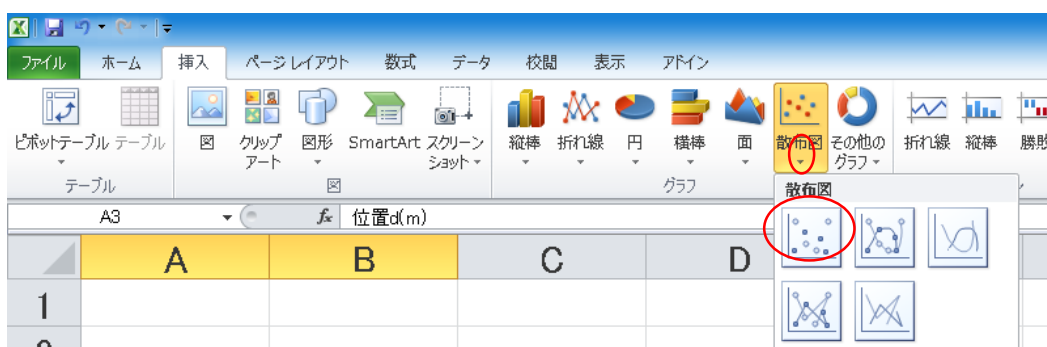 ファイル ホーム 挿入 ページ レイアウト 数式 データ 校閲 表示 アドイン
ピボットテーブル テーブル 図 クリップアート 図形 SmartArt スクリーンショット 縦棒 折れ線 円 横棒 面 散布図 その他のグラフ 折れ線 縦棒 勝敗
テーブル 図 グラフ
散布図
A3 fx 位置d(m)
A B C D
1